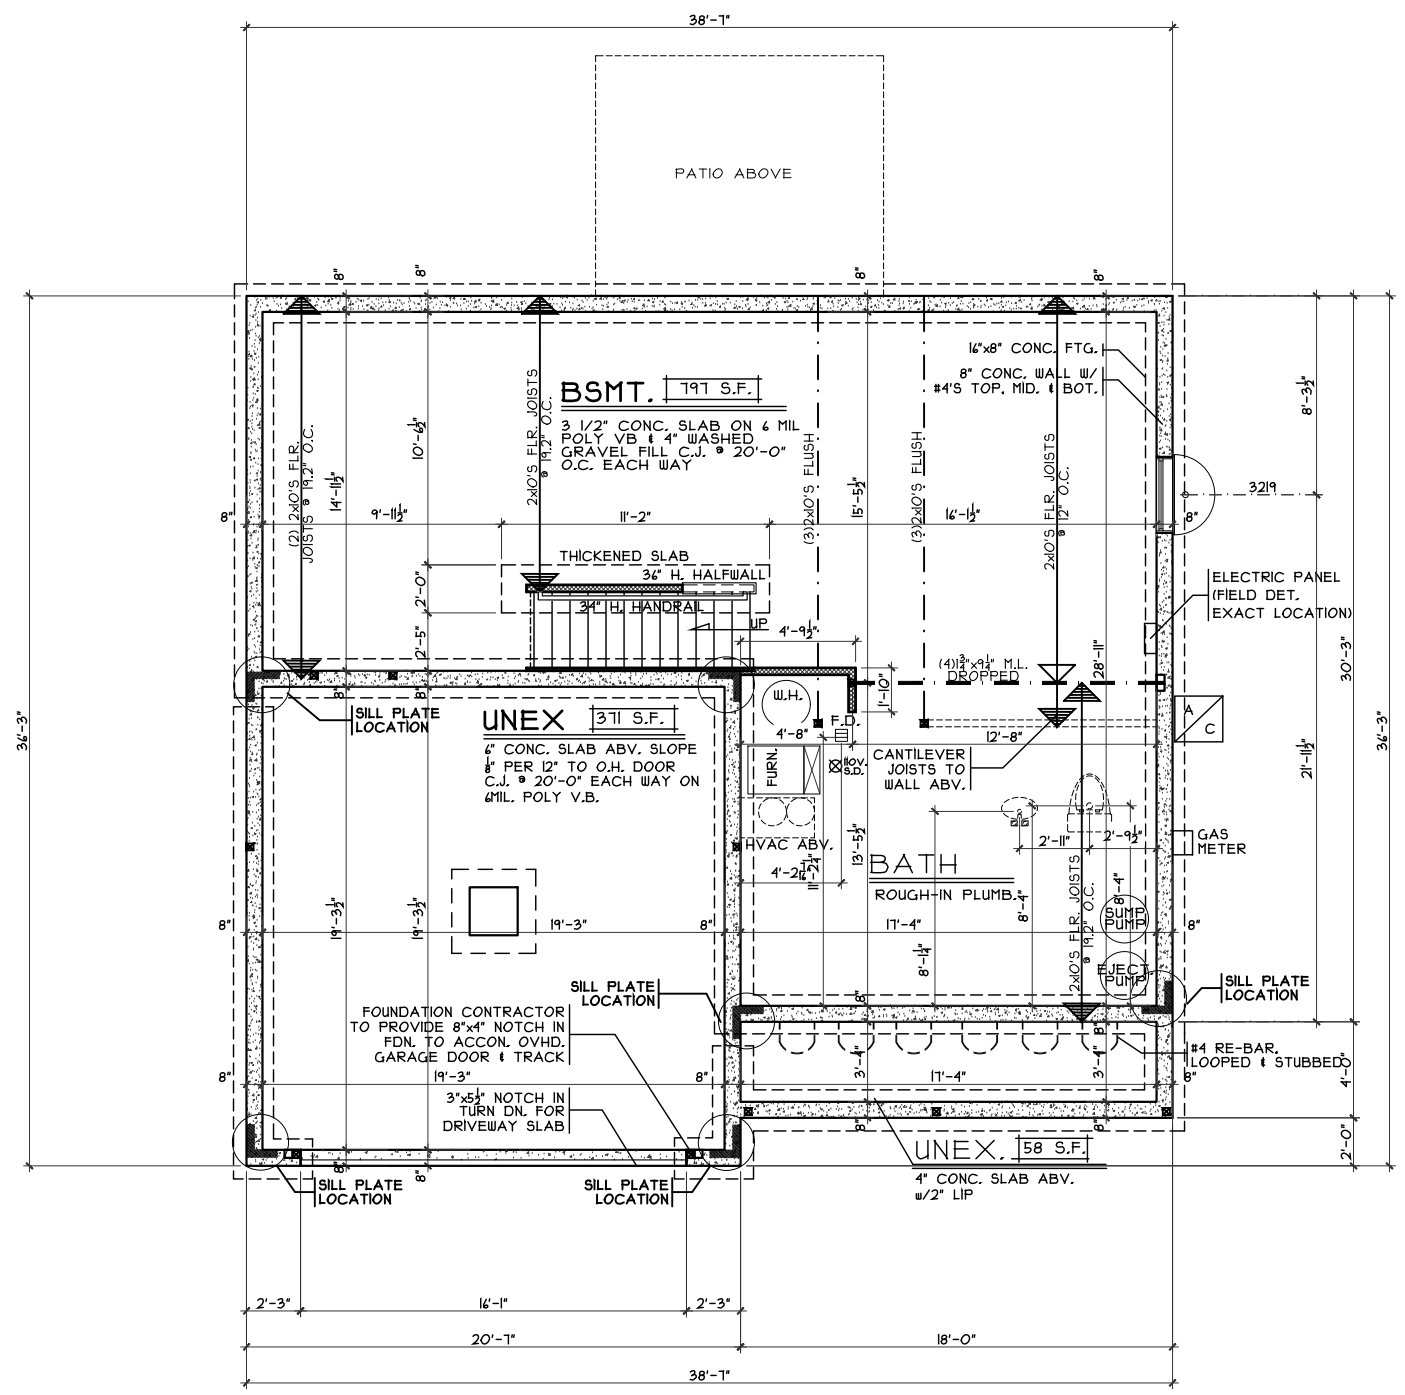 38'-7"
PATIO ABOVE
8"
8"
8"
8"
16"x8" CONC. FTG.
8" CONC. WALL W/
#4'S TOP, MID. & BOT.
8'-3½"
BSMT. 797 S.F.
3 1/2" CONC. SLAB ON 6 MIL
POLY VB & 4" WASHED
GRAVEL FILL C.J. @ 20'-0"
O.C. EACH WAY
(2) 2x10'S FLR.
JOISTS @ 19.2" O.C.
14'-11½"
10'-6½"
2x10'S FLR. JOISTS
@ 19.2" O.C.
(3)2x10'S FLUSH
15'-5½"
(3)2x10'S FLUSH
2x10'S FLR. JOISTS
@ 12" O.C.
3219
8"
9'-11½"
11'-2"
16'-1½"
8"
THICKENED SLAB
36" H. HALFWALL
34" H. HANDRAIL
UP
2'-0"
2'-5"
4'-9½"
ELECTRIC PANEL
(FIELD DET.
EXACT LOCATION)
28'-11"
30'-3"
(4)1¾"x9¼" M.L.
DROPPED
1'-10"
8"
8"
W.H.
F.D.
36'-3"
36'-3"
SILL PLATE
LOCATION
UNEX 371 S.F.
6" CONC. SLAB ABV. SLOPE
⅛" PER 12" TO O.H. DOOR
C.J. @ 20'-0" EACH WAY ON
6MIL. POLY V.B.
4'-8"
12'-8"
A
C
FURN.
110V.
S.D.
CANTILEVER
JOISTS TO
WALL ABV.
21'-11½"
HVAC ABV.
13'-5½"
2'-11"
2'-9½"
GAS
METER
BATH
ROUGH-IN PLUMB.
8'-4"
8'-4"
2x10'S FLR. JOISTS
@ 19.2" O.C.
SUMP
PUMP
19'-3½"
19'-3½"
8"
19'-3"
8"
17'-4"
8"
8'-1½"
EJECT.
PUMP
SILL PLATE
LOCATION
SILL PLATE
LOCATION
8"
FOUNDATION CONTRACTOR
TO PROVIDE 8"x4" NOTCH IN
FDN. TO ACCON. OVHD.
GARAGE DOOR & TRACK
8"
3'-4"
3'-4"
#4 RE-BAR,
LOOPED & STUBBED
4'-0"
8"
19'-3"
8"
17'-4"
8"
3"x5½" NOTCH IN
TURN DN. FOR
DRIVEWAY SLAB
8"
8"
2'-0"
UNEX. 58 S.F.
4" CONC. SLAB ABV.
w/2" LIP
8"
8"
SILL PLATE
LOCATION
SILL PLATE
LOCATION
2'-3"
16'-1"
2'-3"
20'-7"
18'-0"
38'-7"